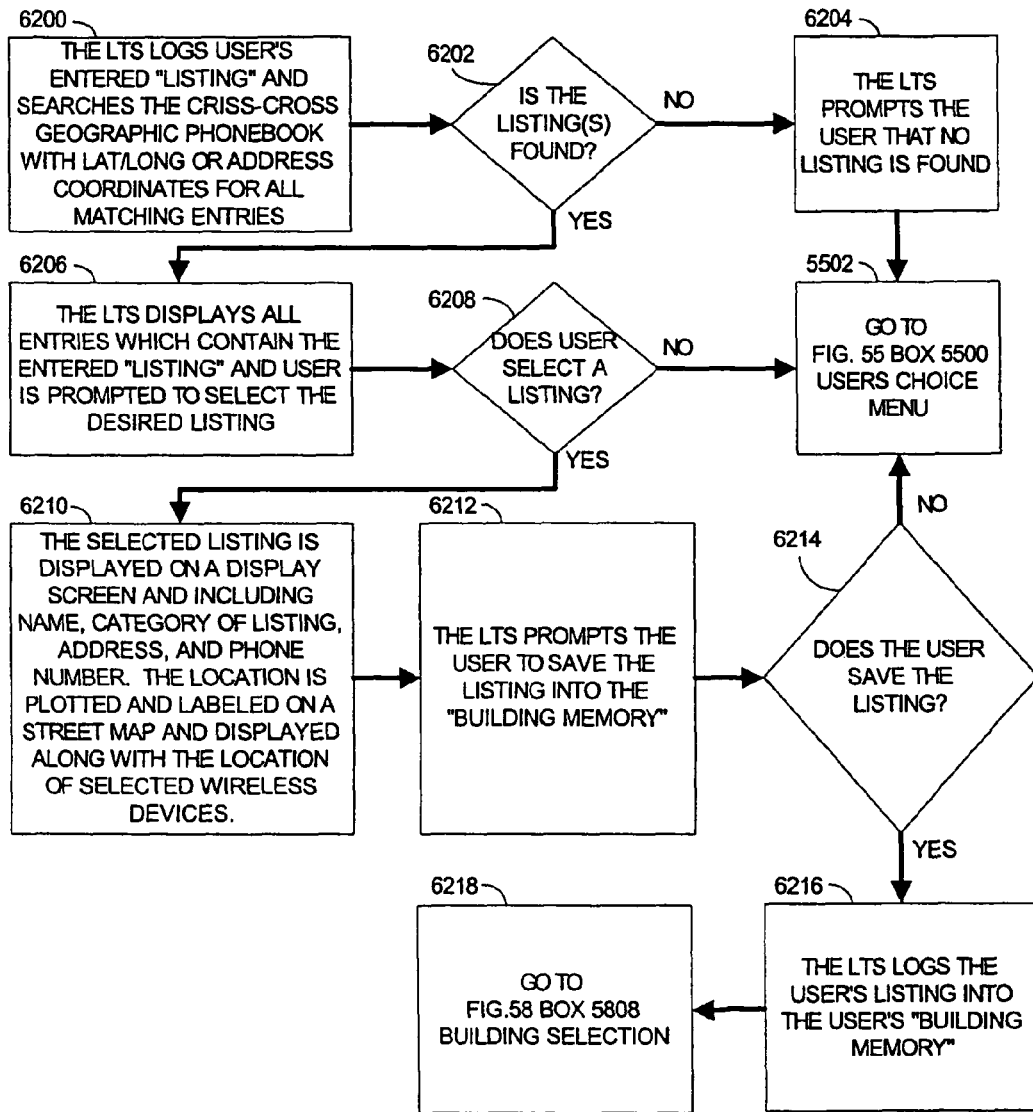 6200
THE LTS LOGS USER'S
ENTERED "LISTING" AND
SEARCHES THE CRISS-CROSS
GEOGRAPHIC PHONEBOOK
WITH LAT/LONG OR ADDRESS
COORDINATES FOR ALL
MATCHING ENTRIES
6202
IS THE
LISTING(S)
FOUND?
NO
YES
6204
THE LTS
PROMPTS THE
USER THAT NO
LISTING IS FOUND
6206
THE LTS DISPLAYS ALL
ENTRIES WHICH CONTAIN THE
ENTERED "LISTING" AND USER
IS PROMPTED TO SELECT THE
DESIRED LISTING
6208
DOES USER
SELECT A
LISTING?
NO
YES
5502
GO TO
FIG. 55 BOX 5500
USERS CHOICE
MENU
6210
THE SELECTED LISTING IS
DISPLAYED ON A DISPLAY
SCREEN AND INCLUDING
NAME, CATEGORY OF LISTING,
ADDRESS, AND PHONE
NUMBER. THE LOCATION IS
PLOTTED AND LABELED ON A
STREET MAP AND DISPLAYED
ALONG WITH THE LOCATION
OF SELECTED WIRELESS
DEVICES.
6212
THE LTS PROMPTS THE
USER TO SAVE THE
LISTING INTO THE
"BUILDING MEMORY"
6214
DOES THE USER
SAVE THE
LISTING?
NO
YES
6216
THE LTS LOGS THE
USER'S LISTING INTO
THE USER'S "BUILDING
MEMORY"
6218
GO TO
FIG.58 BOX 5808
BUILDING SELECTION